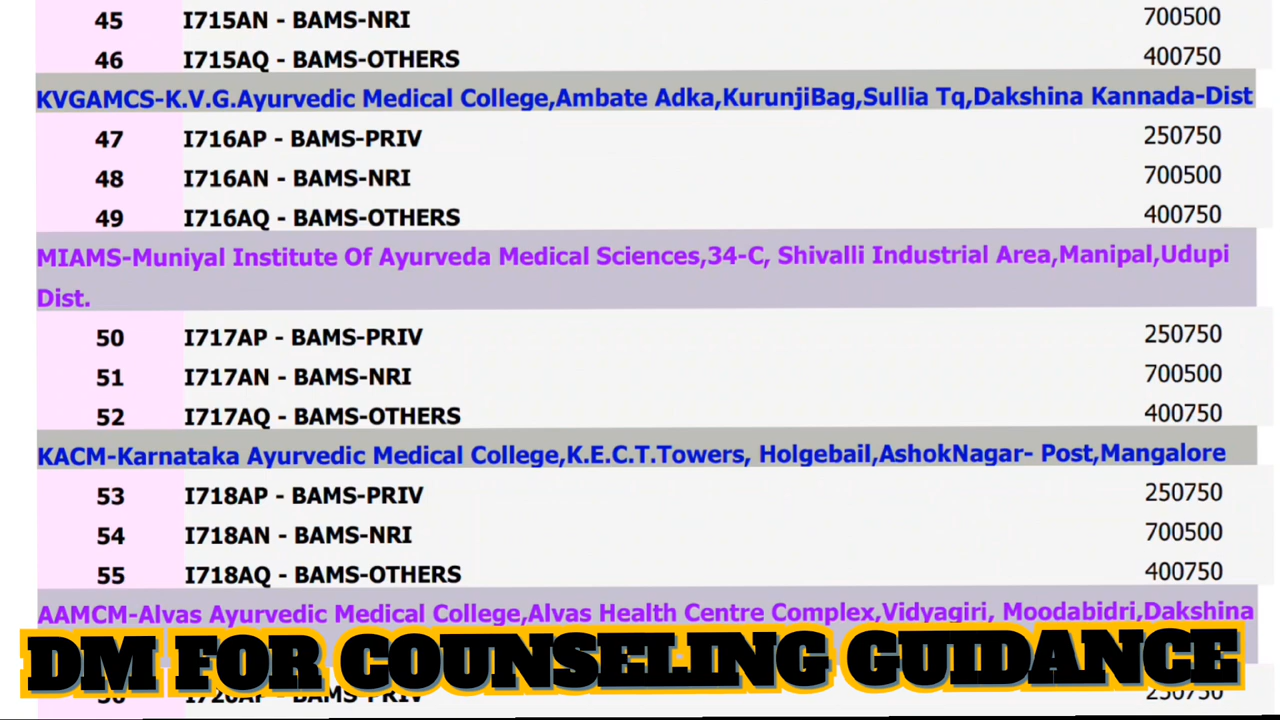 45 I715AN - BAMS-NRI 700500
46 I715AQ - BAMS-OTHERS 400750
KVGAMCS-K.V.G.Ayurvedic Medical College,Ambate Adka,KurunjiBag,Sullia Tq,Dakshina Kannada-Dist
47 I716AP - BAMS-PRIV 250750
48 I716AN - BAMS-NRI 700500
49 I716AQ - BAMS-OTHERS 400750
MIAMS-Muniyal Institute Of Ayurveda Medical Sciences,34-C, Shivalli Industrial Area,Manipal,Udupi
Dist.
50 I717AP - BAMS-PRIV 250750
51 I717AN - BAMS-NRI 700500
52 I717AQ - BAMS-OTHERS 400750
KACM-Karnataka Ayurvedic Medical College,K.E.C.T.Towers, Holgebail,AshokNagar- Post,Mangalore
53 I718AP - BAMS-PRIV 250750
54 I718AN - BAMS-NRI 700500
55 I718AQ - BAMS-OTHERS 400750
AAMCM-Alvas Ayurvedic Medical College,Alvas Health Centre Complex,Vidyagiri, Moodabidri,Dakshina
DM FOR COUNSELING GUIDANCE
56 I720AP - BAMS-PRIV 250750